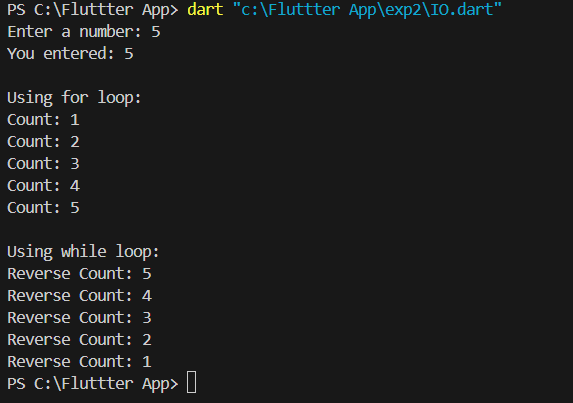 PS C:\Fluttter App> dart "c:\Fluttter App\exp2\IO.dart"
Enter a number: 5
You entered: 5
Using for loop:
Count: 1
Count: 2
Count: 3
Count: 4
Count: 5
Using while loop:
Reverse Count: 5
Reverse Count: 4
Reverse Count: 3
Reverse Count: 2
Reverse Count: 1
PS C:\Fluttter App>